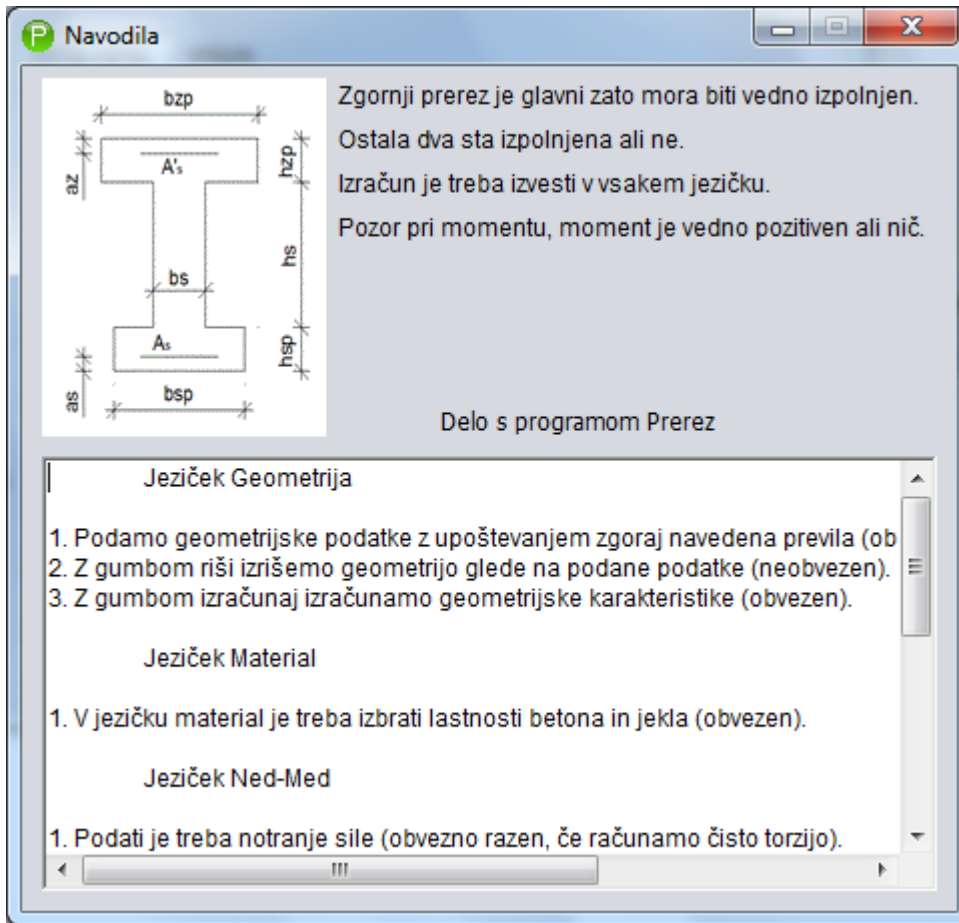 Navodila
bzp
az
A's
hzp
bs
hs
As
hsp
as
bsp
Zgornji prerez je glavni zato mora biti vedno izpolnjen.
Ostala dva sta izpolnjena ali ne.
Izračun je treba izvesti v vsakem jezičku.
Pozor pri momentu, moment je vedno pozitiven ali nič.
Delo s programom Prerez
Jeziček Geometrija
1. Podamo geometrijske podatke z upoštevanjem zgoraj navedena previla (ob
2. Z gumbom riši izrišemo geometrijo glede na podane podatke (neobvezen).
3. Z gumbom izračunaj izračunamo geometrijske karakteristike (obvezen).
Jeziček Material
1. V jezičku material je treba izbrati lastnosti betona in jekla (obvezen).
Jeziček Ned-Med
1. Podati je treba notranje sile (obvezno razen, če računamo čisto torzijo).